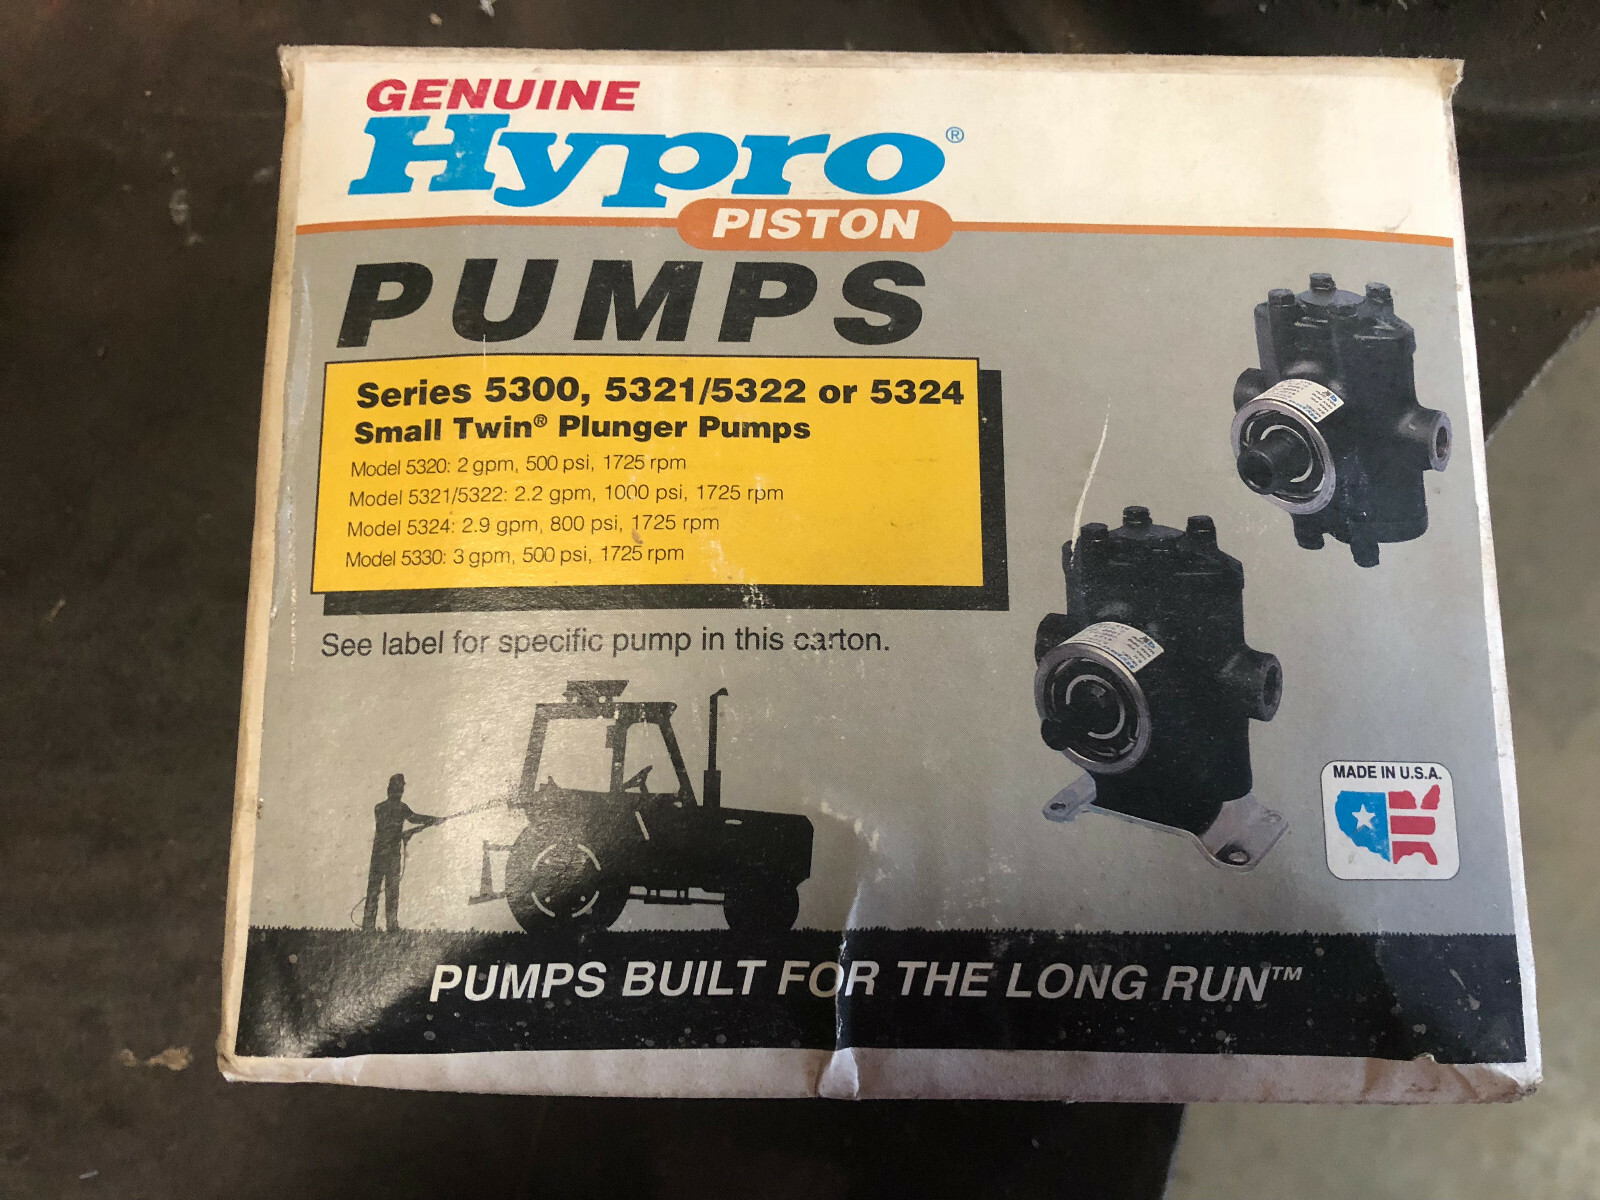 GENUINE
Hypro®
PISTON
PUMPS
Series 5300, 5321/5322 or 5324
Small Twin® Plunger Pumps
Model 5320: 2 gpm, 500 psi, 1725 rpm
Model 5321/5322: 2.2 gpm, 1000 psi, 1725 rpm
Model 5324: 2.9 gpm, 800 psi, 1725 rpm
Model 5330: 3 gpm, 500 psi, 1725 rpm
See label for specific pump in this carton.
MADE IN U.S.A.
PUMPS BUILT FOR THE LONG RUN™